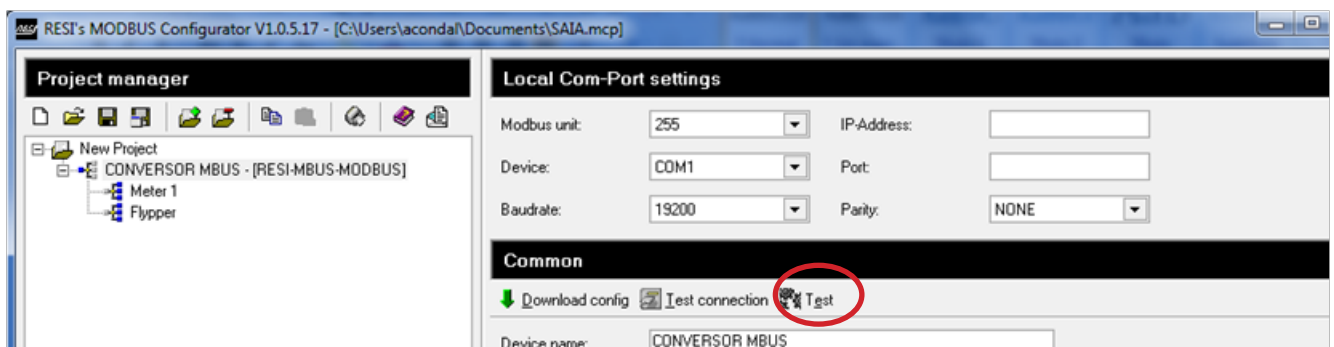 RESI's MODBUS Configurator V1.0.5.17 - [C:\Users\acondal\Documents\SAIA.mcp]
Project manager
New Project
CONVERSOR MBUS - [RESI-MBUS-MODBUS]
Meter 1
Flypper
Local Com-Port settings
Modbus unit: 255 IP-Address:
Device: COM1 Port:
Baudrate: 19200 Parity: NONE
Common
Download config Test connection Test
Device name: CONVERSOR MBUS